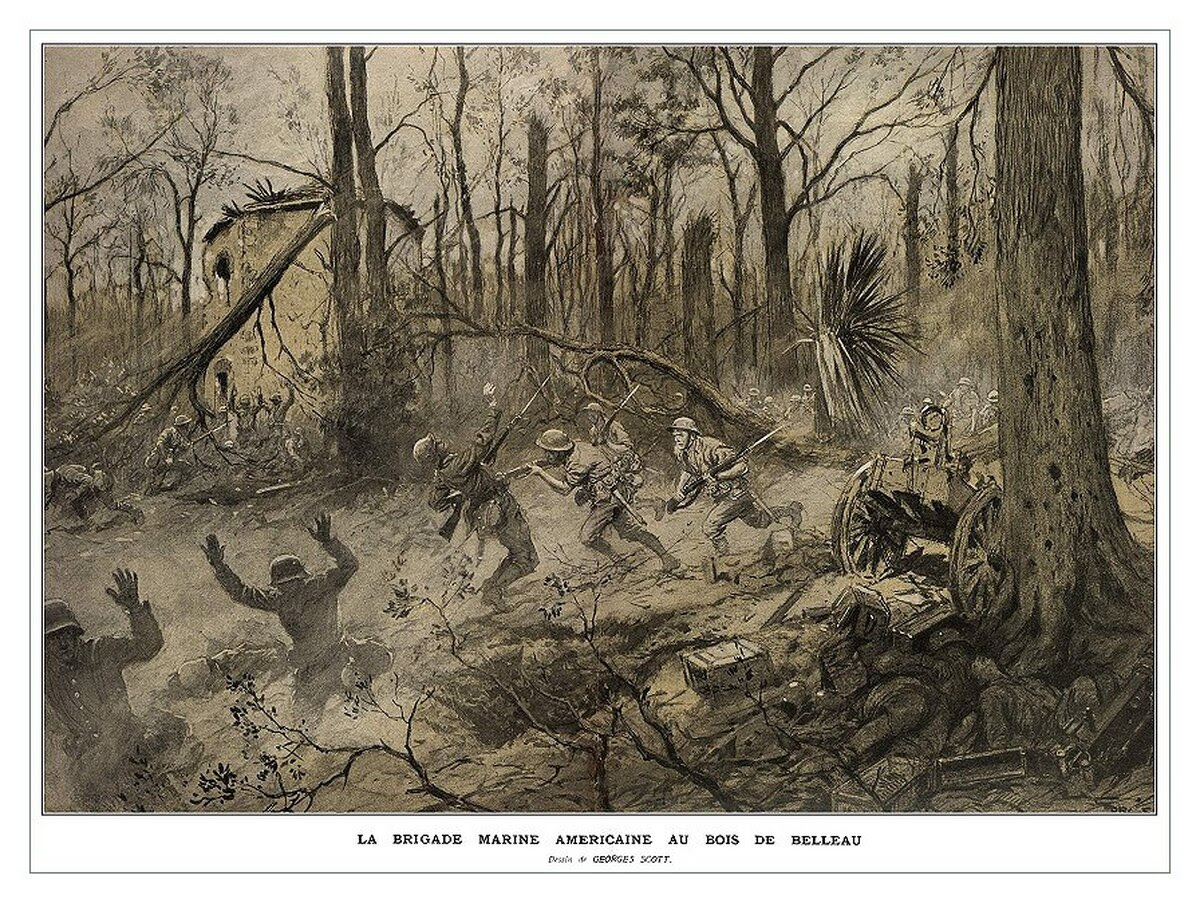 LA BRIGADE MARINE AMERICAINE AU BOIS DE BELLEAU
Dessin de GEORGES SCOTT.